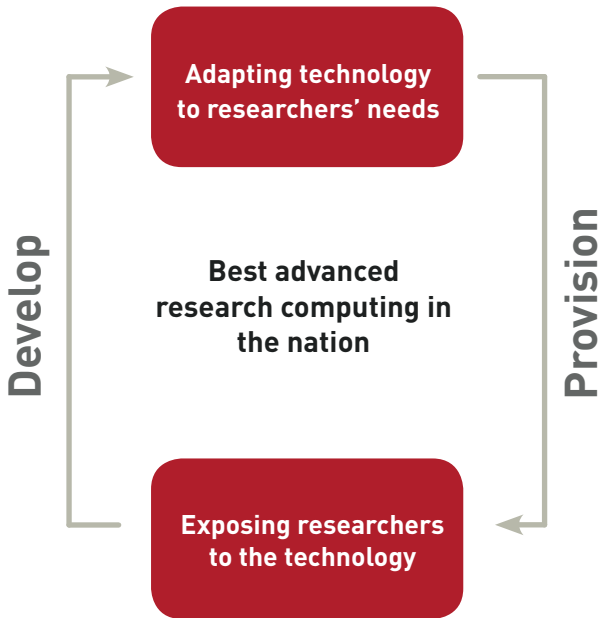 Adapting technology
to researchers’ needs
Develop
Provision
Best advanced
research computing in
the nation
Exposing researchers
to the technology